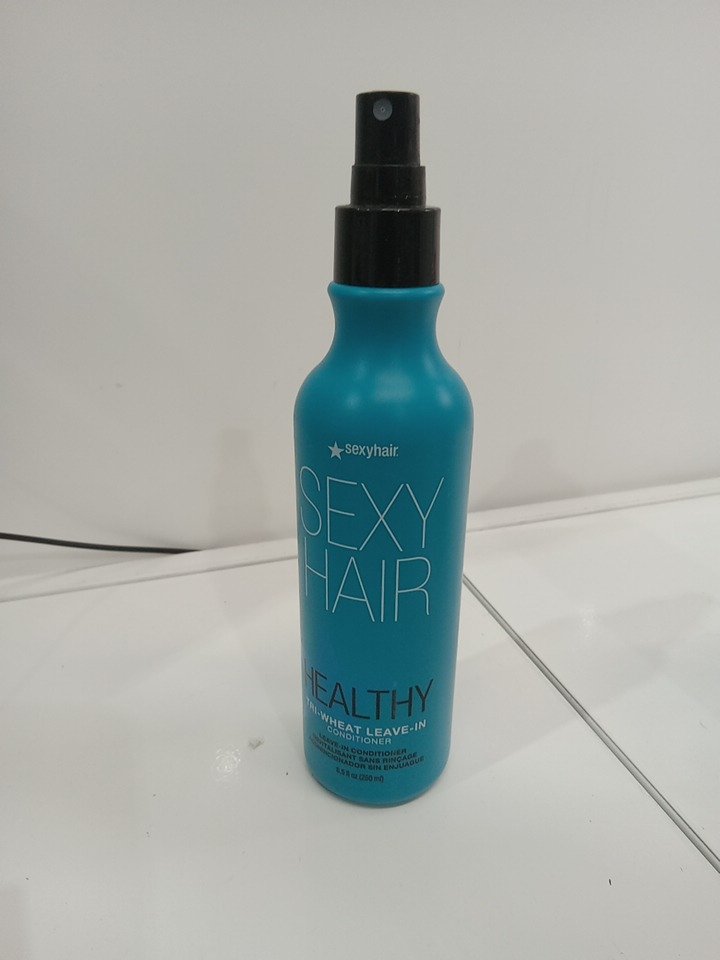 sexyhair.
SEXY
HAIR
HEALTHY
TRI-WHEAT LEAVE-IN
CONDITIONER
LEAVE-IN CONDITIONER
REVITALISANT SANS RINÇAGE
ACONDICIONADOR SIN ENJUAGUE
8.5 fl oz (250 ml)